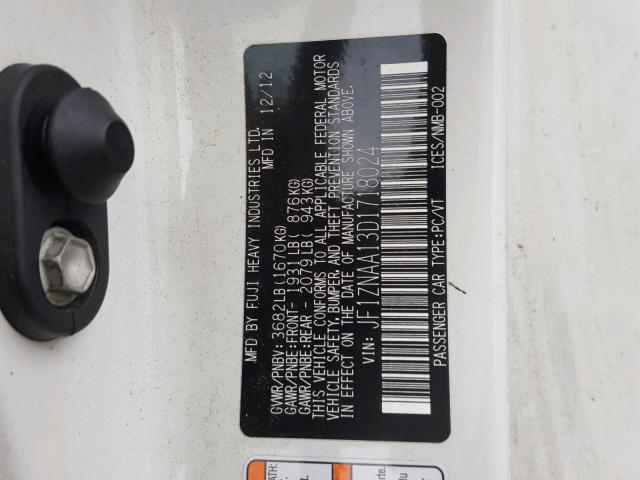 MFD BY FUJI HEAVY INDUSTRIES LTD. MFD IN 12/12
GVWR/PNBV: 3682LB(1670KG)
GAWR/PNBE:FRONT- 1931LB( 876KG)
GAWR/PNBE:REAR - 2079LB( 943KG)
THIS VEHICLE CONFORMS TO ALL APPLICABLE FEDERAL MOTOR
VEHICLE SAFETY,BUMPER, AND THEFT PREVENTION STANDARDS
IN EFFECT ON THE DATE OF MANUFACTURE SHOWN ABOVE.
VIN: JF1ZNAA13D1718024
PASSENGER CAR TYPE:PC/VT ICES/NMB-002